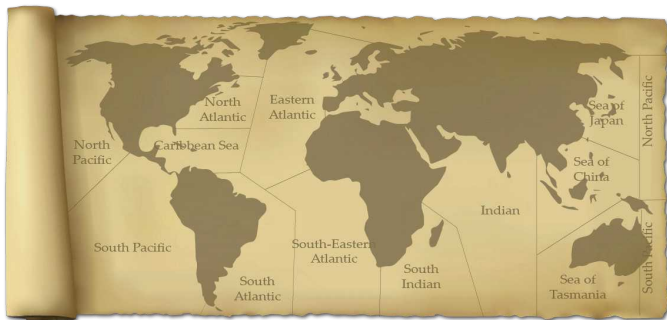 North
Atlantic
Eastern
Atlantic
Sea of
Japan
North Pacific
North
Pacific
Caribbean Sea
Sea of
China
Indian
South Pacific
South-Eastern
Atlantic
South
Atlantic
South
Indian
Sea of
Tasmania
South Pacific